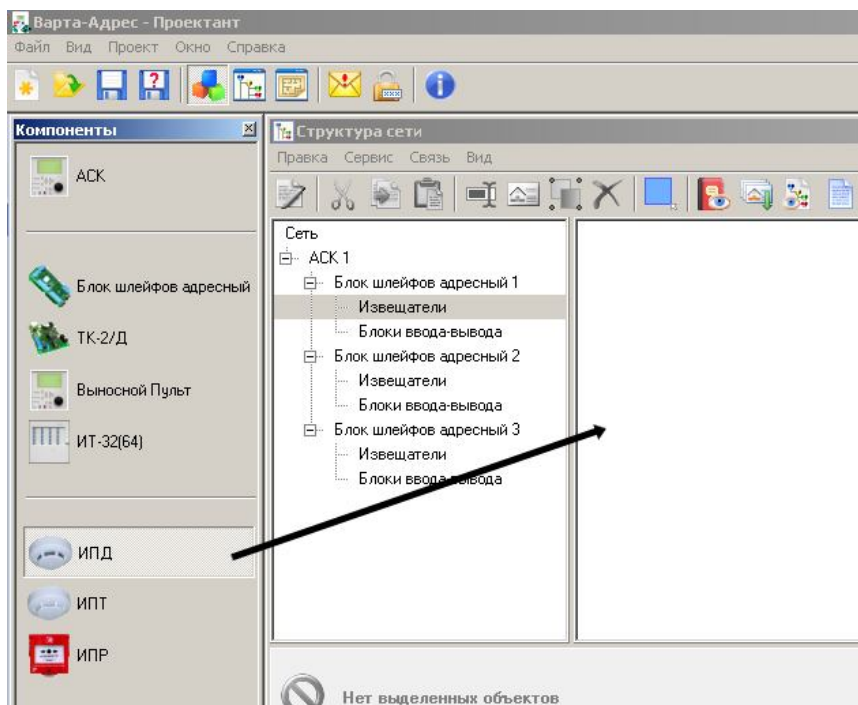 Варта-Адрес - Проектант
Файл Вид Проект Окно Справка
Компоненты
АСК
Блок шлейфов адресный
ТК-2/Д
Выносной Пульт
ИТ-32(64)
ИПД
ИПТ
ИПР
Структура сети
Правка Сервис Связь Вид
Сеть
АСК 1
Блок шлейфов адресный 1
Извещатели
Блоки ввода-вывода
Блок шлейфов адресный 2
Извещатели
Блоки ввода-вывода
Блок шлейфов адресный 3
Извещатели
Блоки ввода-вывода
Нет выделенных объектов